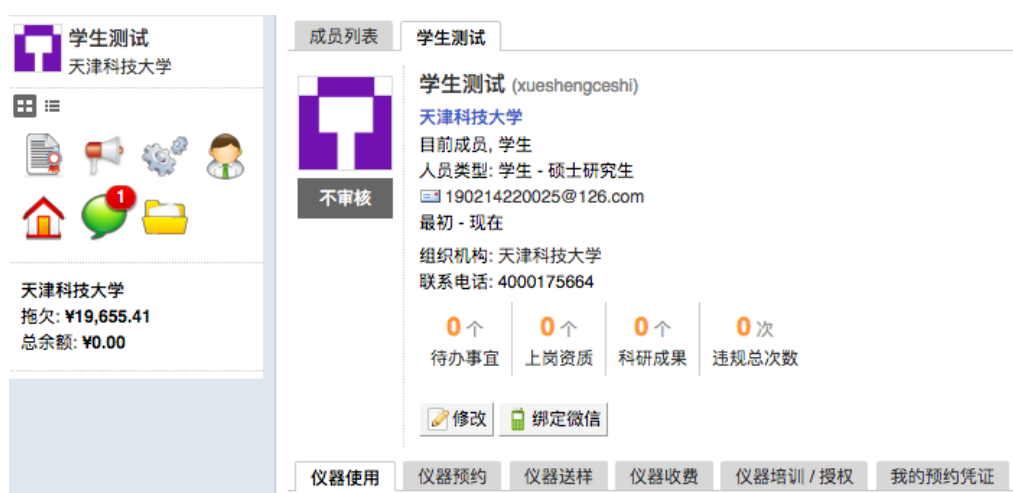 学生测试
天津科技大学
1
天津科技大学
拖欠: ¥19,655.41
总余额: ¥0.00
成员列表 学生测试
不审核
学生测试 (xueshengceshi)
天津科技大学
目前成员, 学生
人员类型: 学生 - 硕士研究生
190214220025@126.com
最初 - 现在
组织机构: 天津科技大学
联系电话: 4000175664
0 个 0 个 0 个 0 次
待办事宜 上岗资质 科研成果 违规总次数
修改 绑定微信
仪器使用 仪器预约 仪器送样 仪器收费 仪器培训 / 授权 我的预约凭证